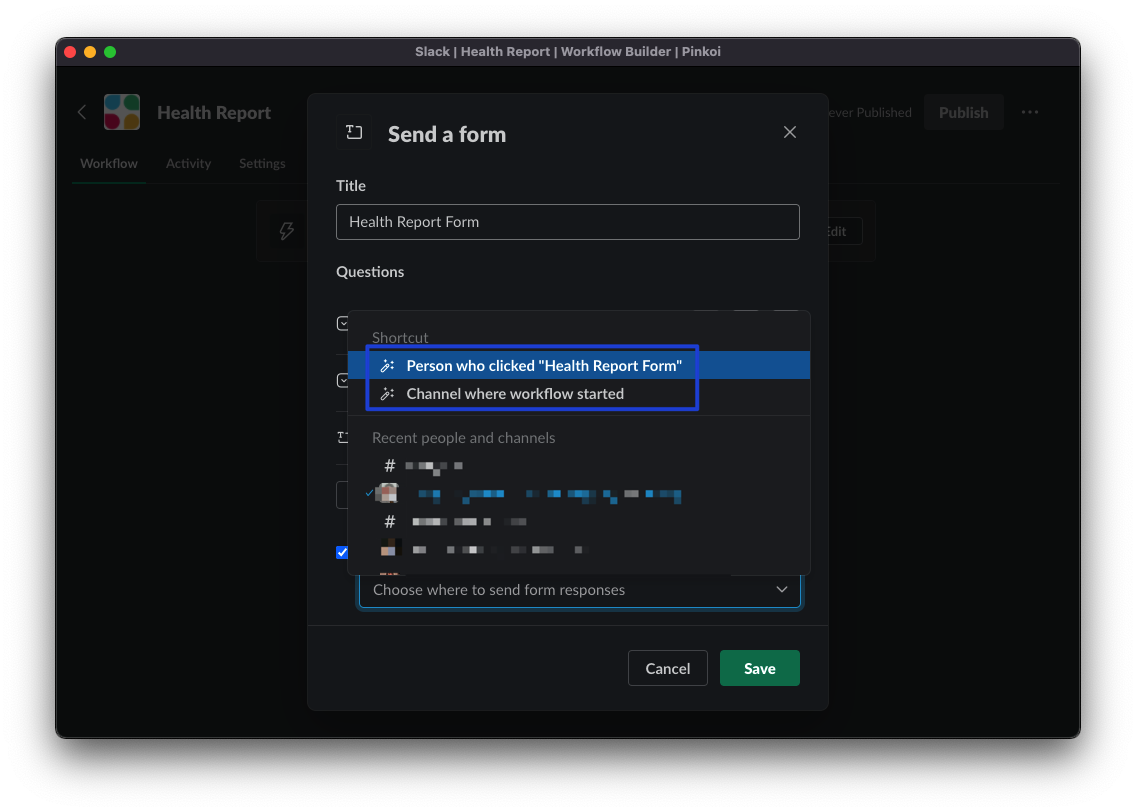 Slack | Health Report | Workflow Builder | Pinkoi
Health Report
ever Published
Publish
Workflow
Activity
Settings
Edit
Send a form
Title
Health Report Form
Questions
Shortcut
Person who clicked "Health Report Form"
Channel where workflow started
Recent people and channels
#
#
Choose where to send form responses
Cancel
Save